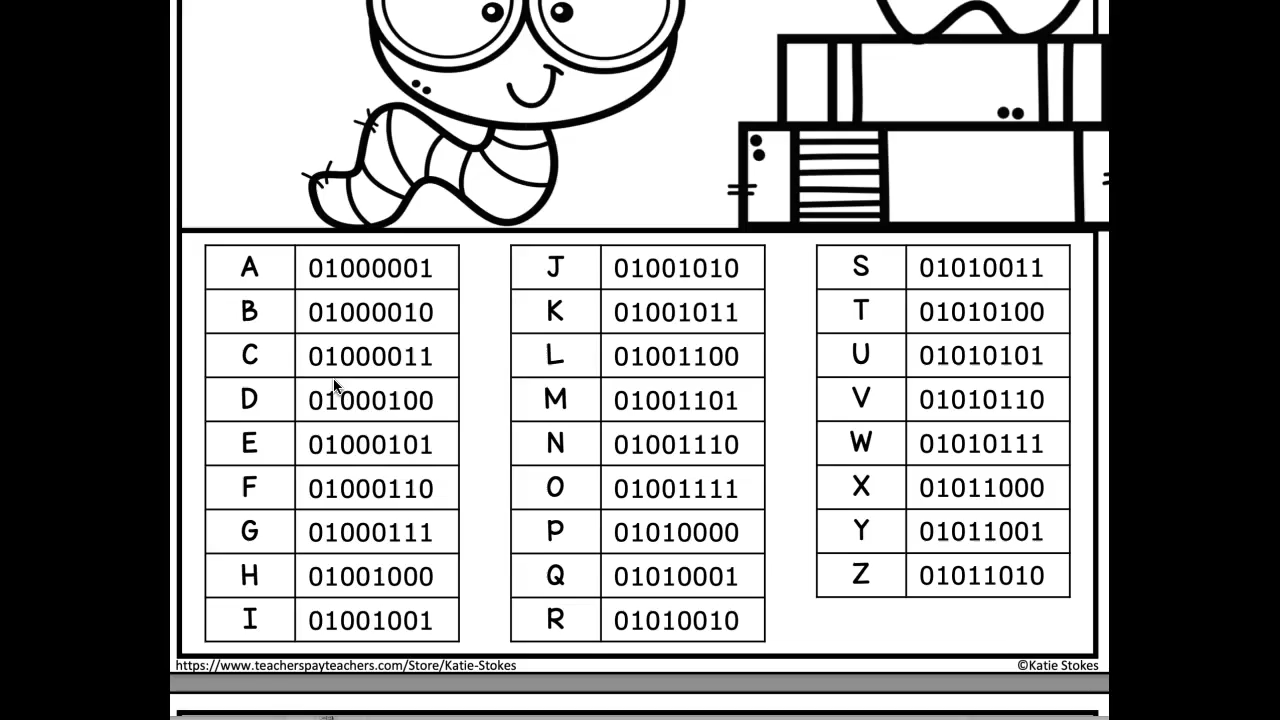 A 01000001 J 01001010 S 01010011
B 01000010 K 01001011 T 01010100
C 01000011 L 01001100 U 01010101
D 01000100 M 01001101 V 01010110
E 01000101 N 01001110 W 01010111
F 01000110 O 01001111 X 01011000
G 01000111 P 01010000 Y 01011001
H 01001000 Q 01010001 Z 01011010
I 01001001 R 01010010
https://www.teacherspayteachers.com/Store/Katie-Stokes ©Katie Stokes